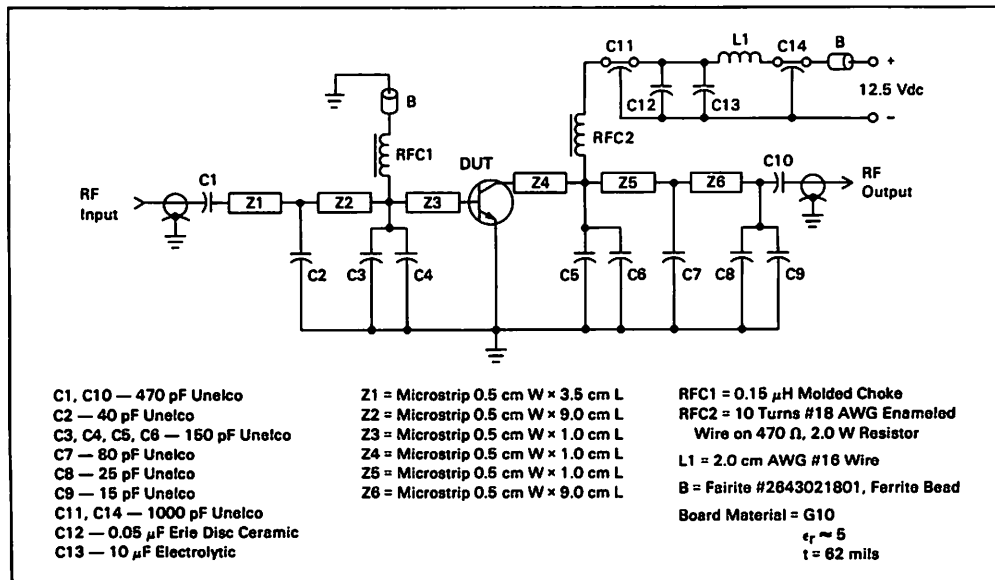 C11
L1
C14
B
+
12.5 Vdc
−
C12
C13
B
RFC1
RFC2
DUT
C10
RF
Input
C1
Z1
Z2
Z3
Z4
Z5
Z6
RF
Output
C2
C3
C4
C5
C6
C7
C8
C9
C1, C10 — 470 pF Unelco
C2 — 40 pF Unelco
C3, C4, C5, C6 — 150 pF Unelco
C7 — 80 pF Unelco
C8 — 25 pF Unelco
C9 — 15 pF Unelco
C11, C14 — 1000 pF Unelco
C12 — 0.05 μF Erie Disc Ceramic
C13 — 10 μF Electrolytic
Z1 = Microstrip 0.5 cm W × 3.5 cm L
Z2 = Microstrip 0.5 cm W × 9.0 cm L
Z3 = Microstrip 0.5 cm W × 1.0 cm L
Z4 = Microstrip 0.5 cm W × 1.0 cm L
Z5 = Microstrip 0.5 cm W × 1.0 cm L
Z6 = Microstrip 0.5 cm W × 9.0 cm L
RFC1 = 0.15 μH Molded Choke
RFC2 = 10 Turns #18 AWG Enameled
Wire on 470 Ω, 2.0 W Resistor
L1 = 2.0 cm AWG #16 Wire
B = Fairite #2643021801, Ferrite Bead
Board Material = G10
εr ≈ 5
t = 62 mils